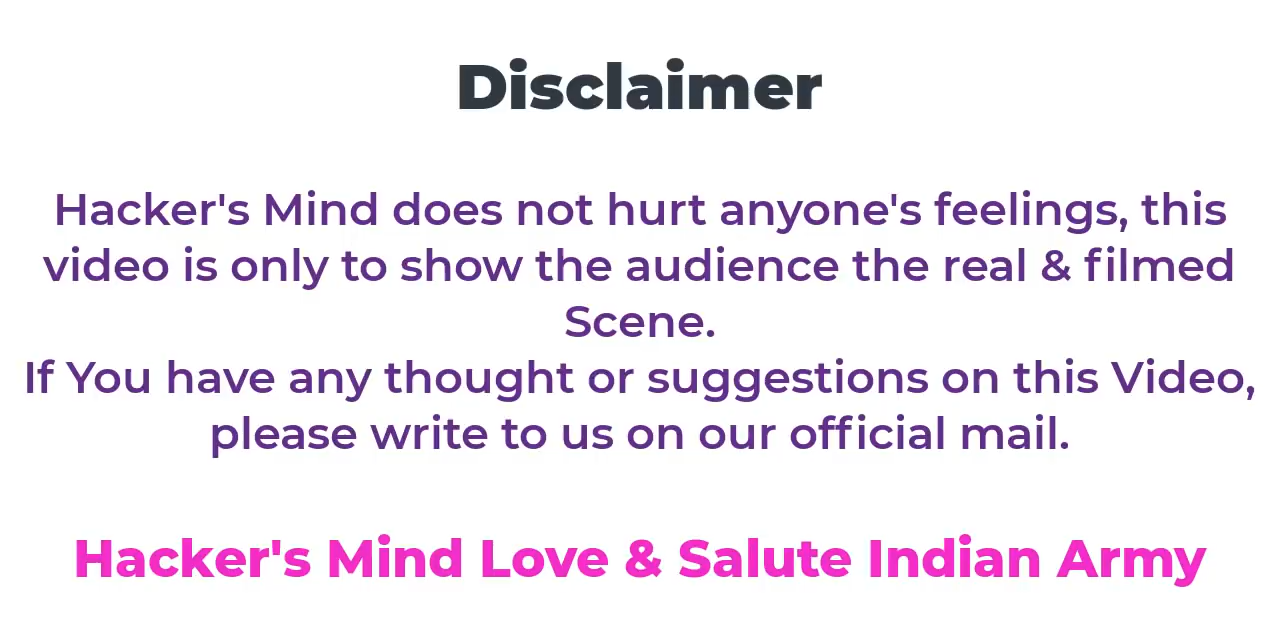 Disclaimer
Hacker's Mind does not hurt anyone's feelings, this
video is only to show the audience the real & filmed
Scene.
If You have any thought or suggestions on this Video,
please write to us on our official mail.
Hacker's Mind Love & Salute Indian Army